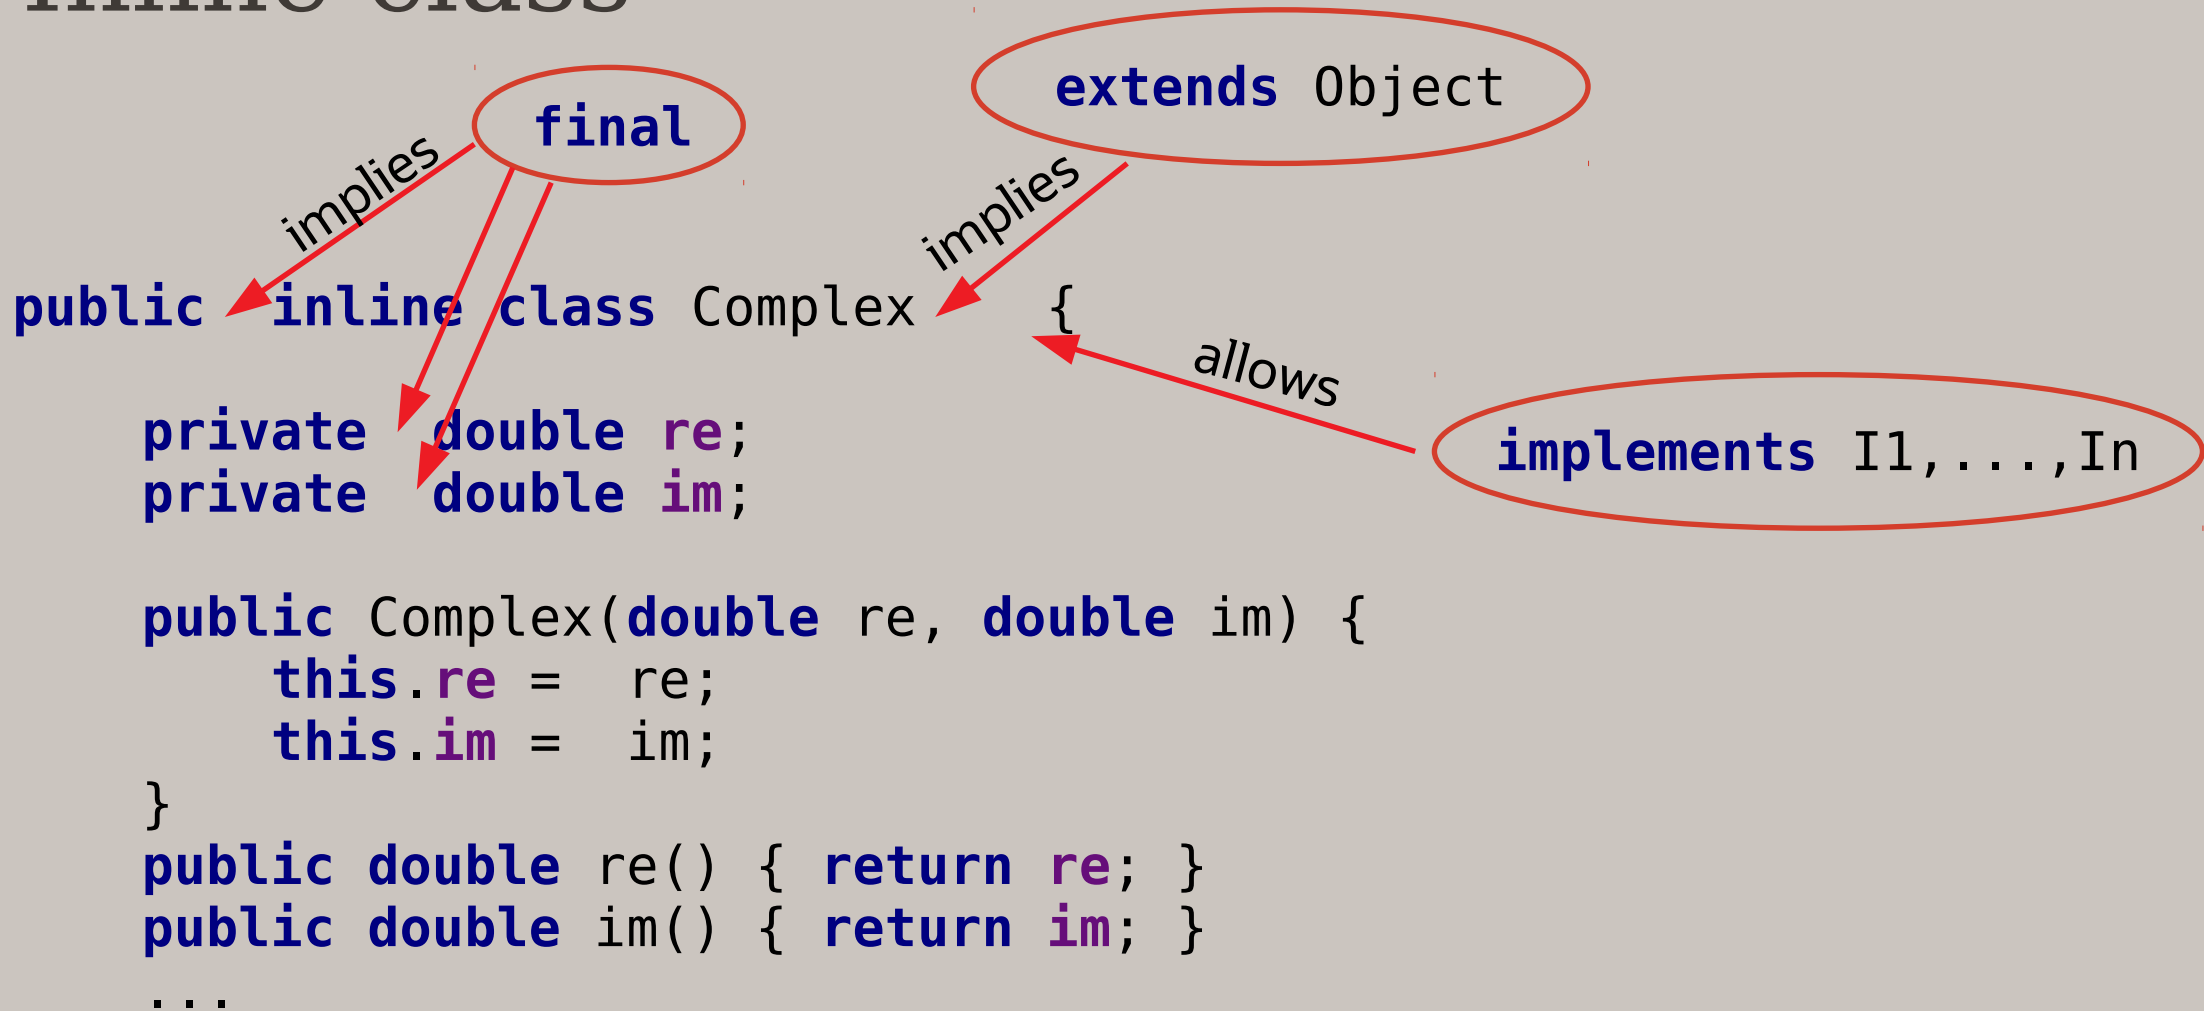 inline class
extends Object
final
implies
implies
public inline class Complex {
allows
private double re;
implements I1,...,In
private double im;
public Complex(double re, double im) {
this.re = re;
this.im = im;
}
public double re() { return re; }
public double im() { return im; }
...